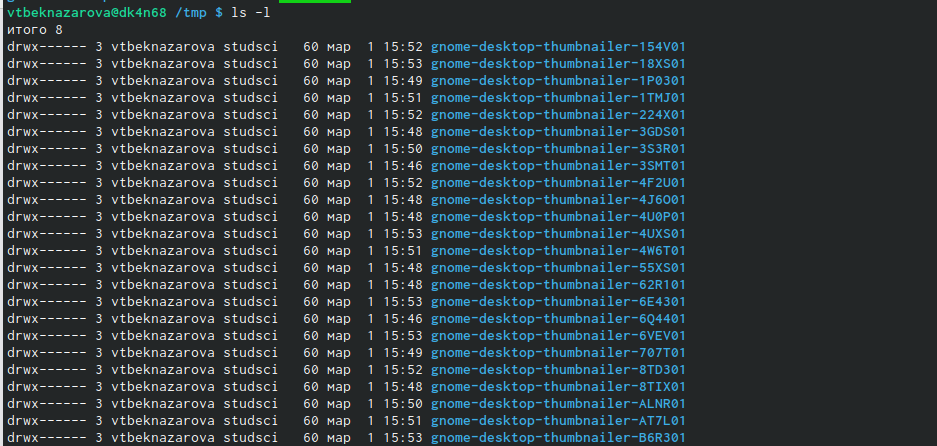 vtbeknazarova@dk4n68 /tmp $ ls -l
итого 8
drwx------ 3 vtbeknazarova studsci   60 мар  1 15:52 gnome-desktop-thumbnailer-154V01
drwx------ 3 vtbeknazarova studsci   60 мар  1 15:53 gnome-desktop-thumbnailer-18XS01
drwx------ 3 vtbeknazarova studsci   60 мар  1 15:49 gnome-desktop-thumbnailer-1P0301
drwx------ 3 vtbeknazarova studsci   60 мар  1 15:51 gnome-desktop-thumbnailer-1TMJ01
drwx------ 3 vtbeknazarova studsci   60 мар  1 15:52 gnome-desktop-thumbnailer-224X01
drwx------ 3 vtbeknazarova studsci   60 мар  1 15:48 gnome-desktop-thumbnailer-3GDS01
drwx------ 3 vtbeknazarova studsci   60 мар  1 15:50 gnome-desktop-thumbnailer-3S3R01
drwx------ 3 vtbeknazarova studsci   60 мар  1 15:46 gnome-desktop-thumbnailer-3SMT01
drwx------ 3 vtbeknazarova studsci   60 мар  1 15:52 gnome-desktop-thumbnailer-4F2U01
drwx------ 3 vtbeknazarova studsci   60 мар  1 15:48 gnome-desktop-thumbnailer-4J6O01
drwx------ 3 vtbeknazarova studsci   60 мар  1 15:48 gnome-desktop-thumbnailer-4U0P01
drwx------ 3 vtbeknazarova studsci   60 мар  1 15:53 gnome-desktop-thumbnailer-4UXS01
drwx------ 3 vtbeknazarova studsci   60 мар  1 15:51 gnome-desktop-thumbnailer-4W6T01
drwx------ 3 vtbeknazarova studsci   60 мар  1 15:48 gnome-desktop-thumbnailer-55XS01
drwx------ 3 vtbeknazarova studsci   60 мар  1 15:48 gnome-desktop-thumbnailer-62R101
drwx------ 3 vtbeknazarova studsci   60 мар  1 15:53 gnome-desktop-thumbnailer-6E4301
drwx------ 3 vtbeknazarova studsci   60 мар  1 15:46 gnome-desktop-thumbnailer-6Q4401
drwx------ 3 vtbeknazarova studsci   60 мар  1 15:53 gnome-desktop-thumbnailer-6VEV01
drwx------ 3 vtbeknazarova studsci   60 мар  1 15:49 gnome-desktop-thumbnailer-707T01
drwx------ 3 vtbeknazarova studsci   60 мар  1 15:52 gnome-desktop-thumbnailer-8TD301
drwx------ 3 vtbeknazarova studsci   60 мар  1 15:48 gnome-desktop-thumbnailer-8TIX01
drwx------ 3 vtbeknazarova studsci   60 мар  1 15:50 gnome-desktop-thumbnailer-ALNR01
drwx------ 3 vtbeknazarova studsci   60 мар  1 15:51 gnome-desktop-thumbnailer-AT7L01
drwx------ 3 vtbeknazarova studsci   60 мар  1 15:53 gnome-desktop-thumbnailer-B6R301